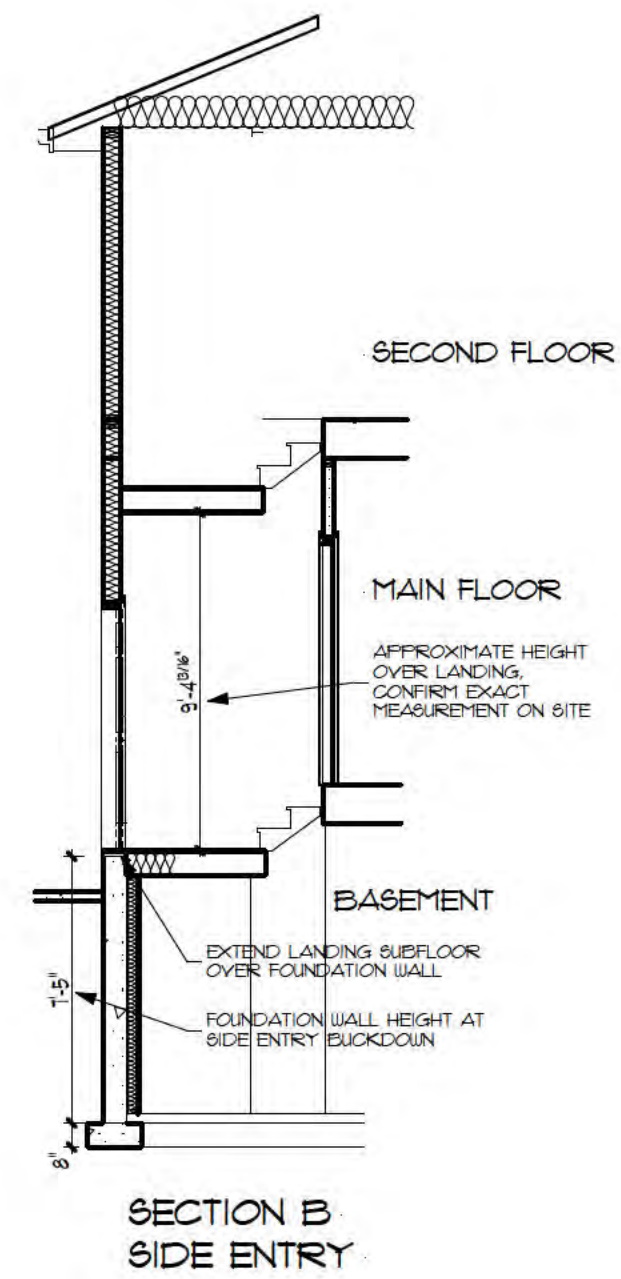 SECOND FLOOR
MAIN FLOOR
APPROXIMATE HEIGHT
OVER LANDING,
CONFIRM EXACT
MEASUREMENT ON SITE
9'-4 13/16"
BASEMENT
EXTEND LANDING SUBFLOOR
OVER FOUNDATION WALL
7'-5"
FOUNDATION WALL HEIGHT AT
SIDE ENTRY BUCKDOWN
8"
SECTION B
SIDE ENTRY